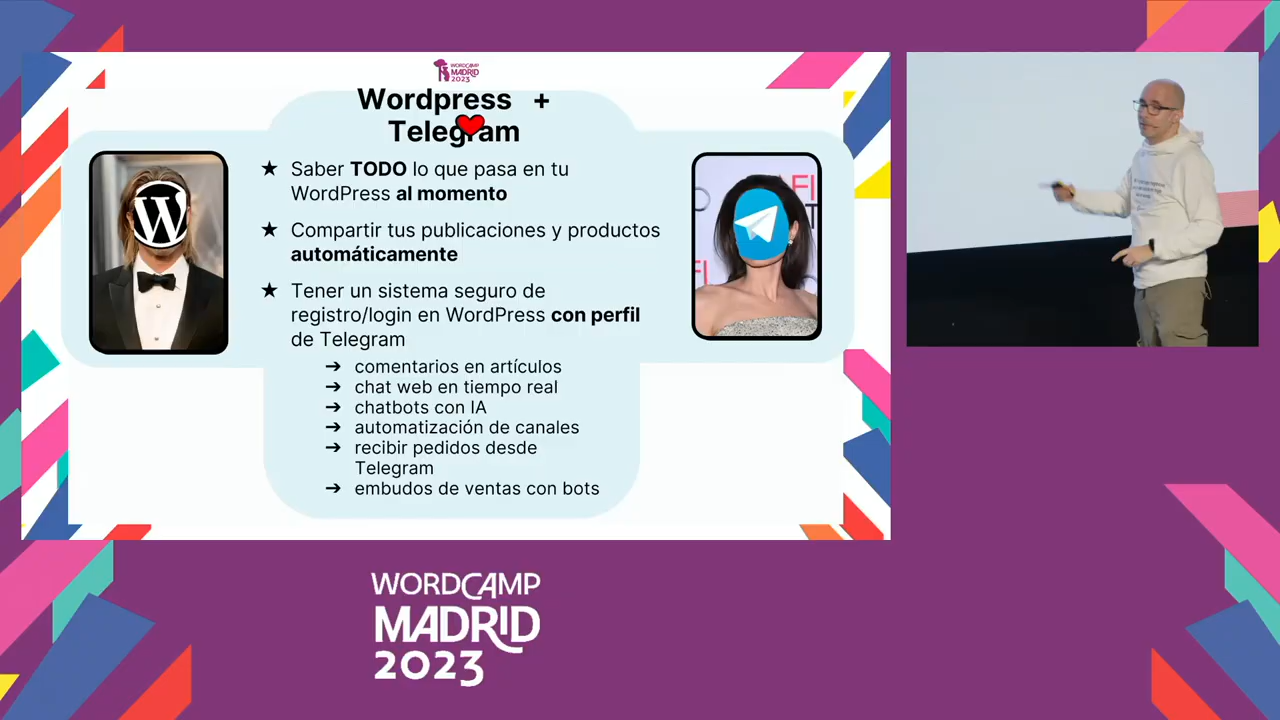 WORDCAMP
MADRID
2023
Wordpress +
Telegram
★ Saber TODO lo que pasa en tu
WordPress al momento
★ Compartir tus publicaciones y productos
automáticamente
★ Tener un sistema seguro de
registro/login en WordPress con perfil
de Telegram
➔ comentarios en artículos
➔ chat web en tiempo real
➔ chatbots con IA
➔ automatización de canales
➔ recibir pedidos desde
Telegram
➔ embudos de ventas con bots
W
AFI
FI
WORDCAMP
MADRID
2023